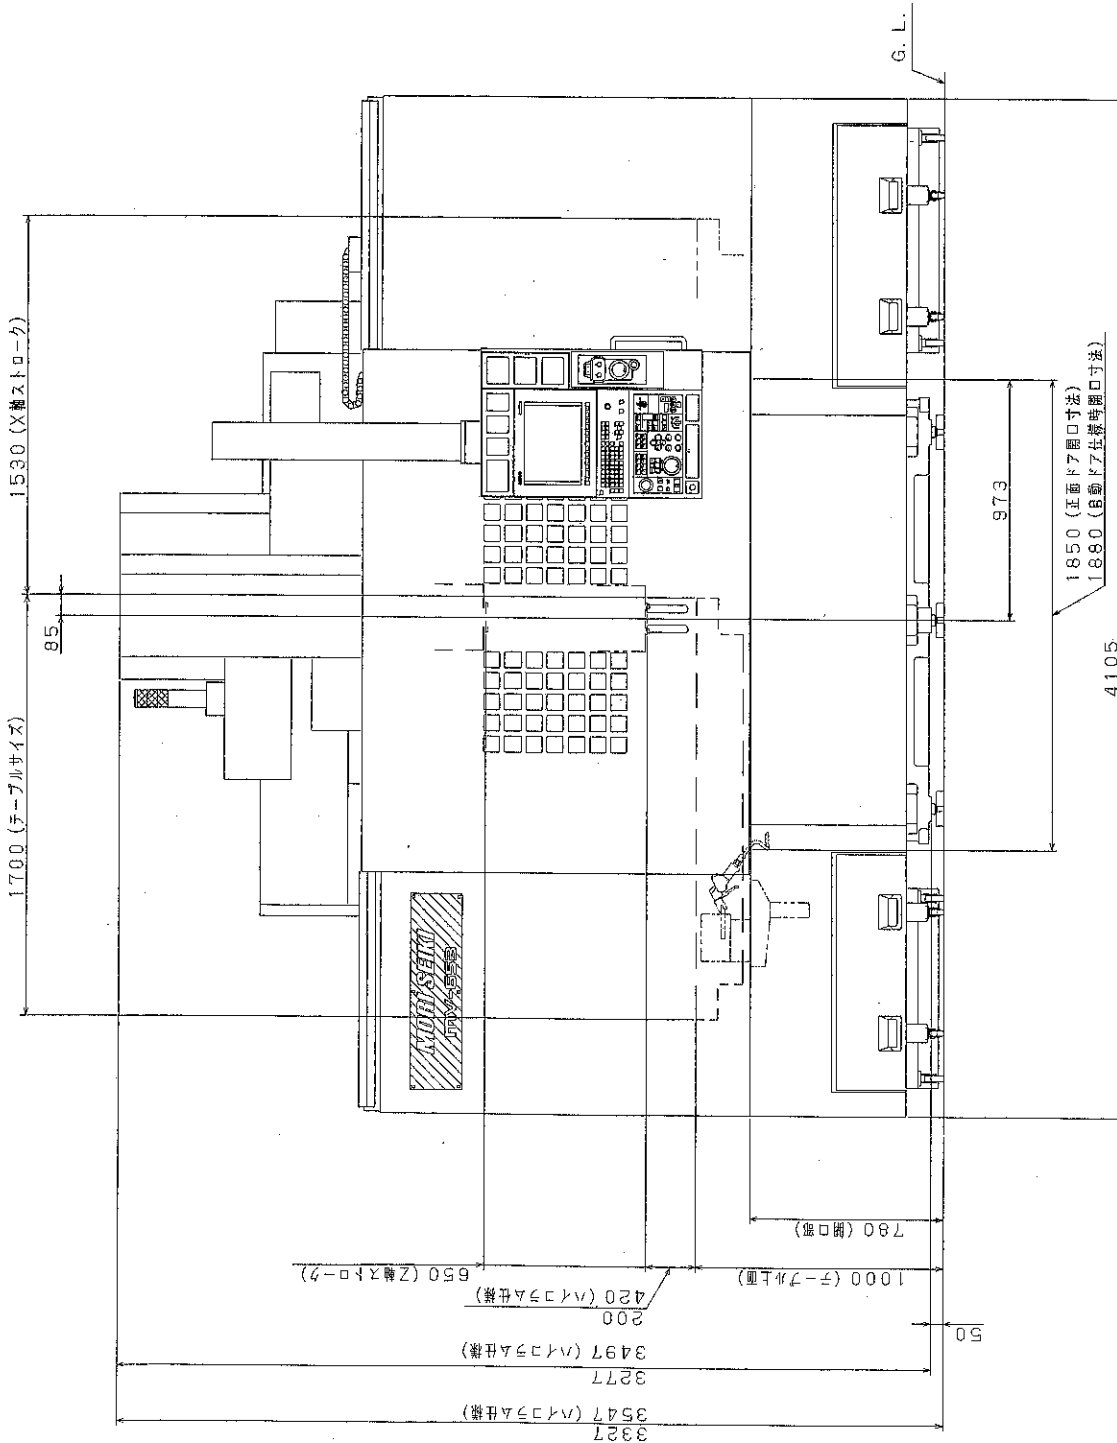 1530 (X軸ストローク)
85
1700 (テーブルサイズ)
G. L.
973
1850 (正面ドア開口寸法)
1880 (自動ドア仕様時開口寸法)
4105
MORI SEIKI
MV-653
650 (Z軸ストローク)
200
420 (ハイコラム仕様)
1000 (テーブル上面)
780 (開口部)
50
3277
3497 (ハイコラム仕様)
3327
3547 (ハイコラム仕様)